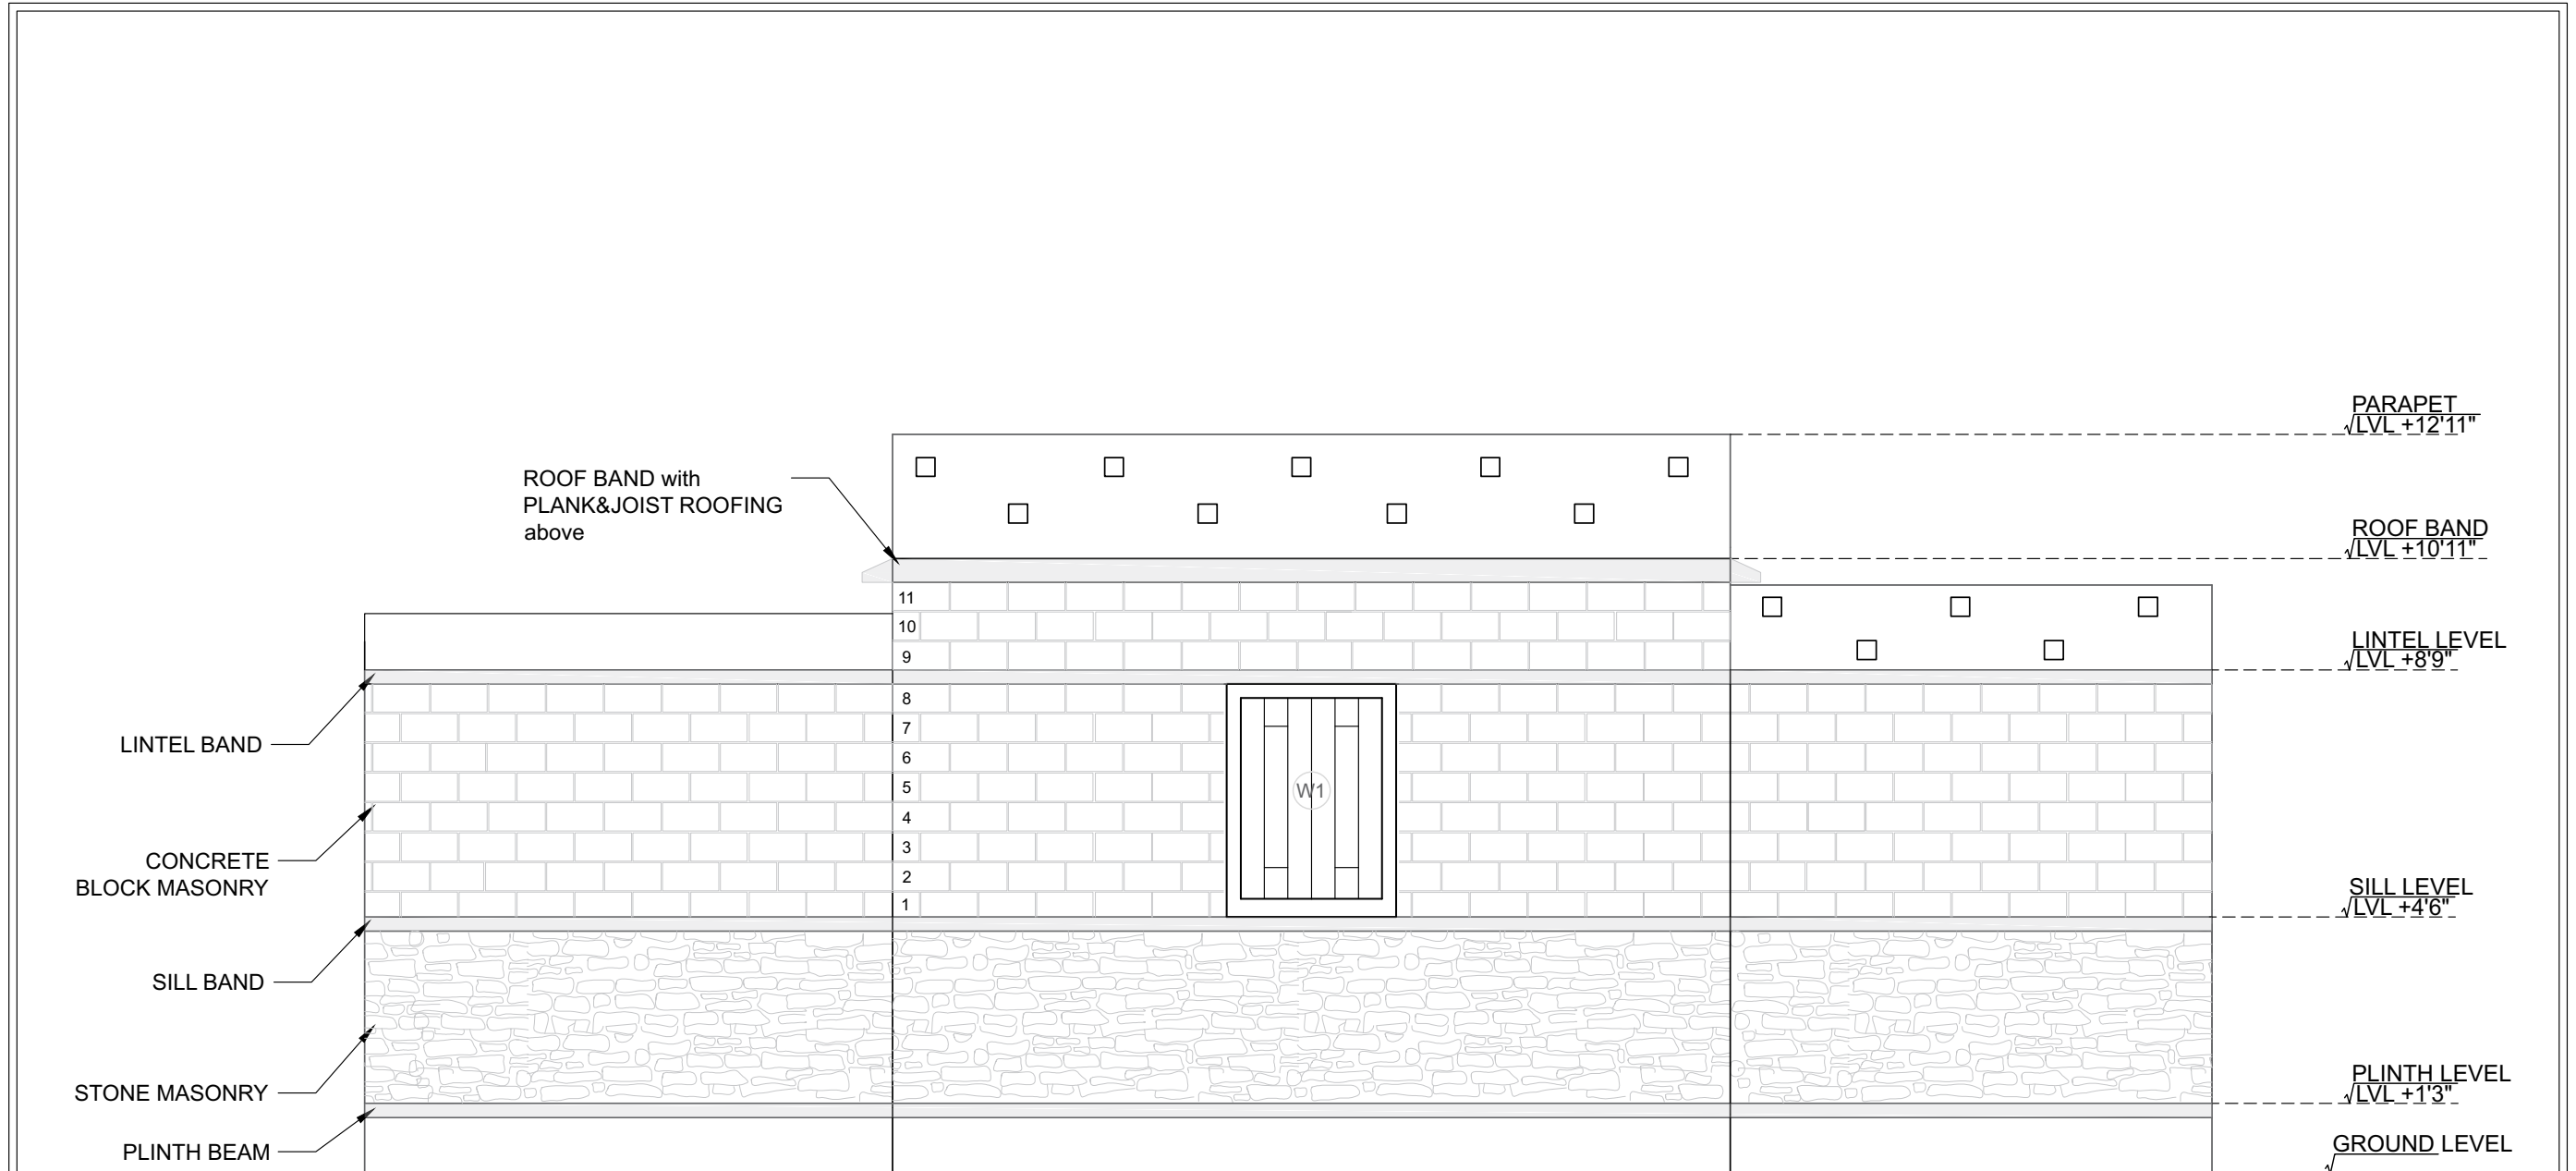 PARAPET
LVL +12'11"
ROOF BAND with
PLANK&JOIST ROOFING
above
ROOF BAND
LVL +10'11"
11
10
9
LINTEL LEVEL
LVL +8'9"
8
7
LINTEL BAND
6
5
W1
4
3
CONCRETE
BLOCK MASONRY
2
1
SILL LEVEL
LVL +4'6"
SILL BAND
STONE MASONRY
PLINTH LEVEL
LVL +1'3"
PLINTH BEAM
GROUND LEVEL